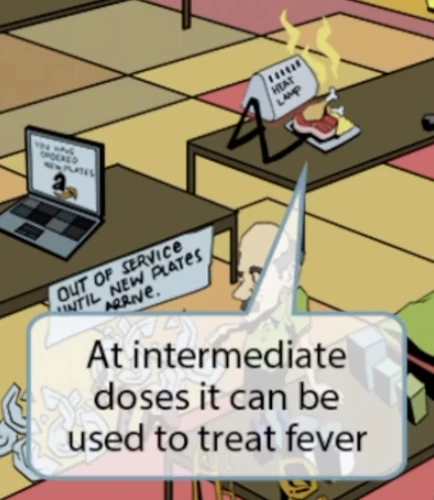 HEAT
LAMP
YOU HAVE
ORDERED
NEW PLATES
OUT OF SERVICE
UNTIL NEW PLATES
ARRIVE.
At intermediate
doses it can be
used to treat fever